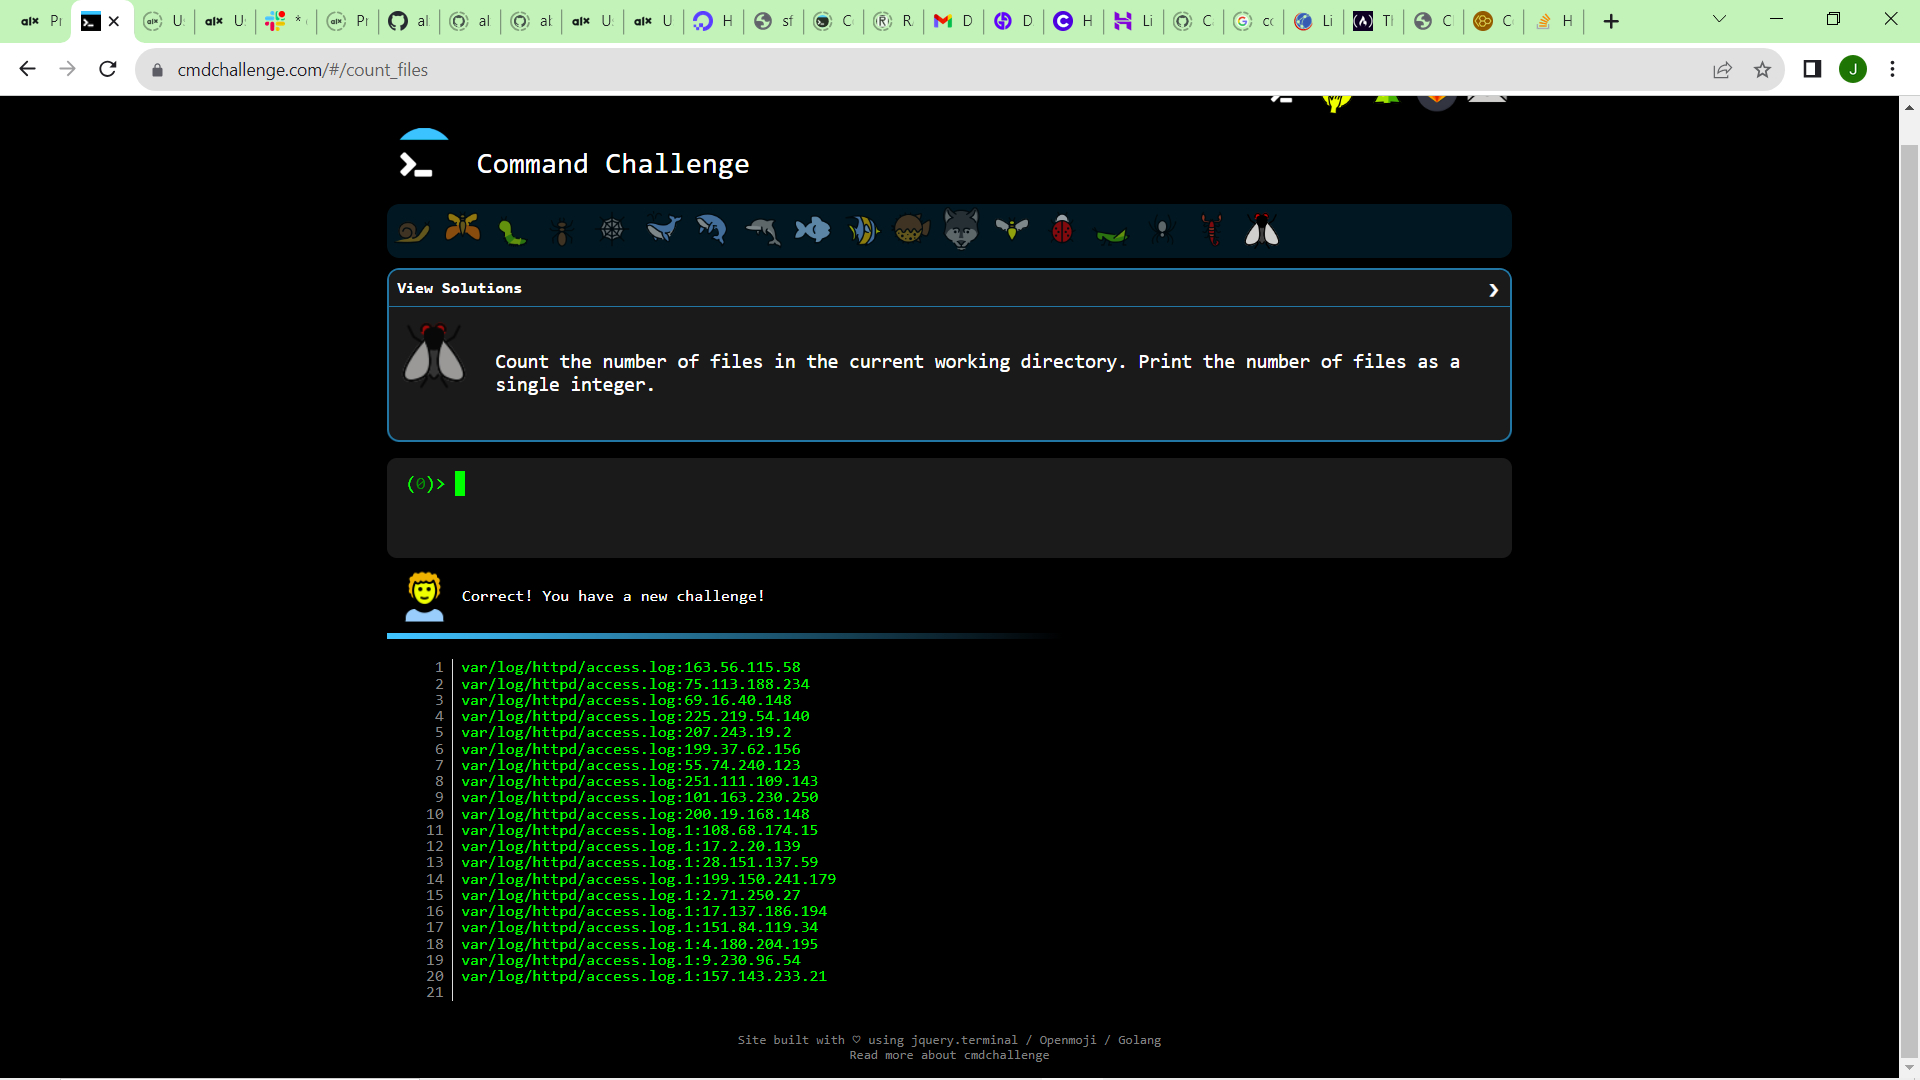 Pr
U:
U:
* 
Pr
al
al
al
U:
U
H
sf
C
R
D
D
H
Li
C
cc
Li
Tl
C
C
H
cmdchallenge.com/#/count_files
J
Command Challenge
View Solutions
Count the number of files in the current working directory. Print the number of files as a
single integer.
(0)>
Correct! You have a new challenge!
1 var/log/httpd/access.log:163.56.115.58
2 var/log/httpd/access.log:75.113.188.234
3 var/log/httpd/access.log:69.16.40.148
4 var/log/httpd/access.log:225.219.54.140
5 var/log/httpd/access.log:207.243.19.2
6 var/log/httpd/access.log:199.37.62.156
7 var/log/httpd/access.log:55.74.240.123
8 var/log/httpd/access.log:251.111.109.143
9 var/log/httpd/access.log:101.163.230.250
10 var/log/httpd/access.log:200.19.168.148
11 var/log/httpd/access.log.1:108.68.174.15
12 var/log/httpd/access.log.1:17.2.20.139
13 var/log/httpd/access.log.1:28.151.137.59
14 var/log/httpd/access.log.1:199.150.241.179
15 var/log/httpd/access.log.1:2.71.250.27
16 var/log/httpd/access.log.1:17.137.186.194
17 var/log/httpd/access.log.1:151.84.119.34
18 var/log/httpd/access.log.1:4.180.204.195
19 var/log/httpd/access.log.1:9.230.96.54
20 var/log/httpd/access.log.1:157.143.233.21
21
Site built with ♡ using jquery.terminal / Openmoji / Golang
Read more about cmdchallenge